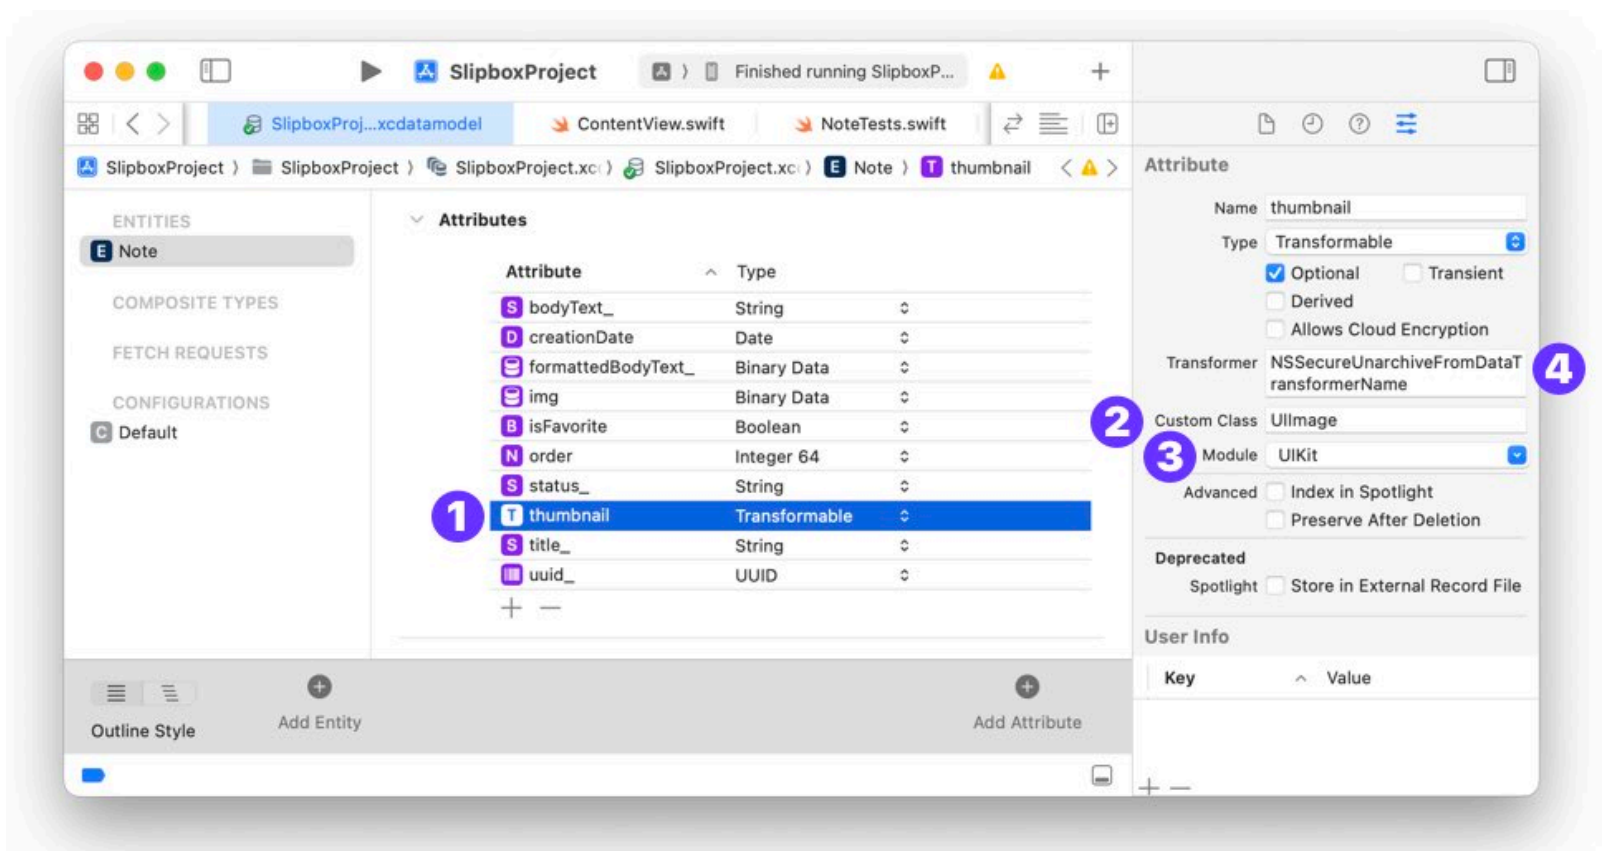 SlipboxProject
Finished running SlipboxP...
SlipboxProj...xcdatamodel
ContentView.swift
NoteTests.swift
SlipboxProject
SlipboxProject
SlipboxProject.xc
SlipboxProject.xc
E Note
T thumbnail
ENTITIES
E Note
COMPOSITE TYPES
FETCH REQUESTS
CONFIGURATIONS
C Default
Attributes
Attribute Type
S bodyText_ String
D creationDate Date
formattedBodyText_ Binary Data
img Binary Data
B isFavorite Boolean
N order Integer 64
S status_ String
1 T thumbnail Transformable
S title_ String
uuid_ UUID
Outline Style
Add Entity
Add Attribute
Attribute
Name thumbnail
Type Transformable
Optional Transient
Derived
Allows Cloud Encryption
Transformer NSSecureUnarchiveFromDataT
ransformerName
4
2 Custom Class UIImage
3 Module UIKit
Advanced Index in Spotlight
Preserve After Deletion
Deprecated
Spotlight Store in External Record File
User Info
Key Value